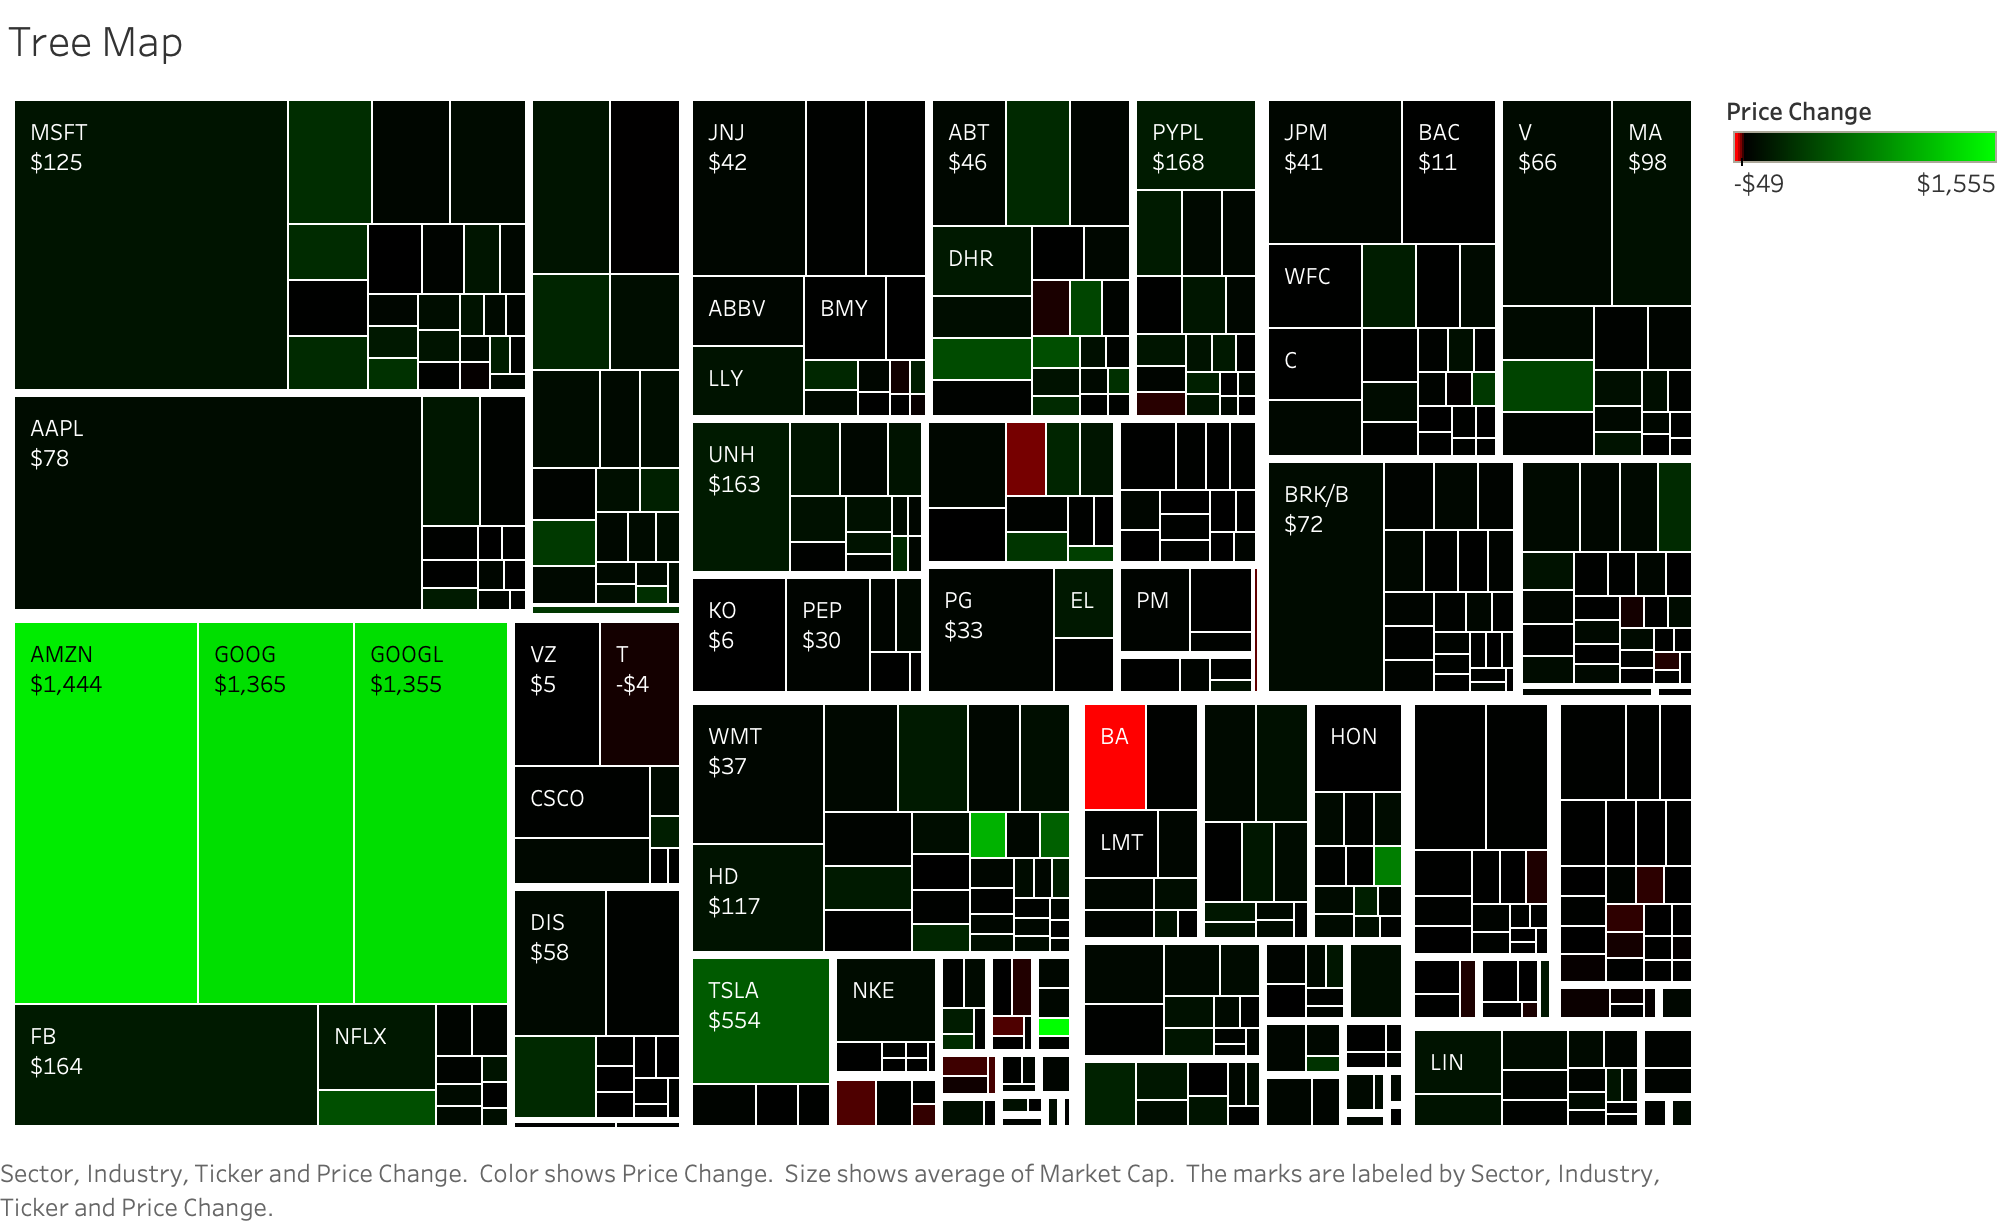 Tree Map
Price Change
-$49
$1,555
MSFT
$125
AAPL
$78
AMZN
$1,444
GOOG
$1,365
GOOGL
$1,355
FB
$164
NFLX
VZ
$5
T
-$4
CSCO
DIS
$58
JNJ
$42
ABBV
BMY
LLY
ABT
$46
DHR
PYPL
$168
UNH
$163
KO
$6
PEP
$30
PG
$33
EL
PM
JPM
$41
BAC
$11
WFC
C
V
$66
MA
$98
BRK/B
$72
WMT
$37
HD
$117
TSLA
$554
NKE
BA
LMT
HON
LIN
Sector, Industry, Ticker and Price Change.  Color shows Price Change.  Size shows average of Market Cap.  The marks are labeled by Sector, Industry,
Ticker and Price Change.